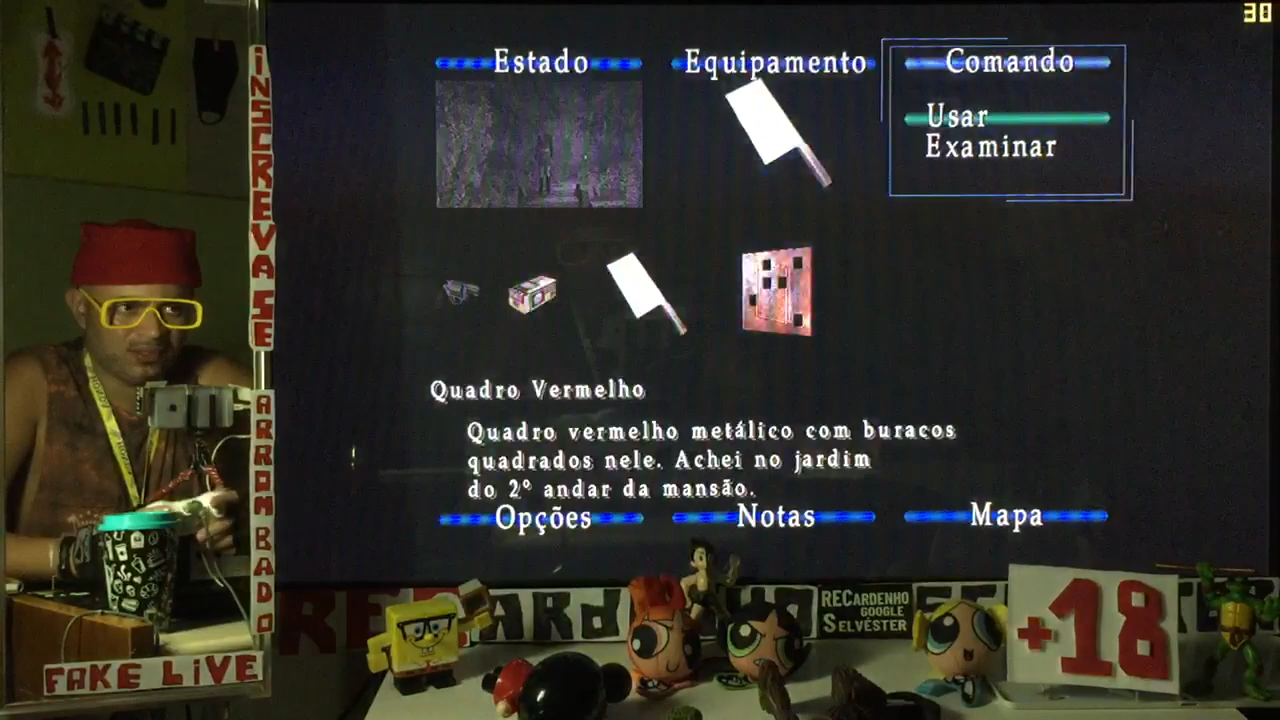 30
Estado
Equipamento
Comando
Usar
Examinar
Quadro Vermelho
Quadro vermelho metálico com buracos
quadrados nele. Achei no jardim
do 2º andar da mansão.
Opções
Notas
Mapa
INSCREVA SE
ARROMBADO
FAKE LIVE
RECARDENHO
GOOGLE
SELVÉSTER
+18